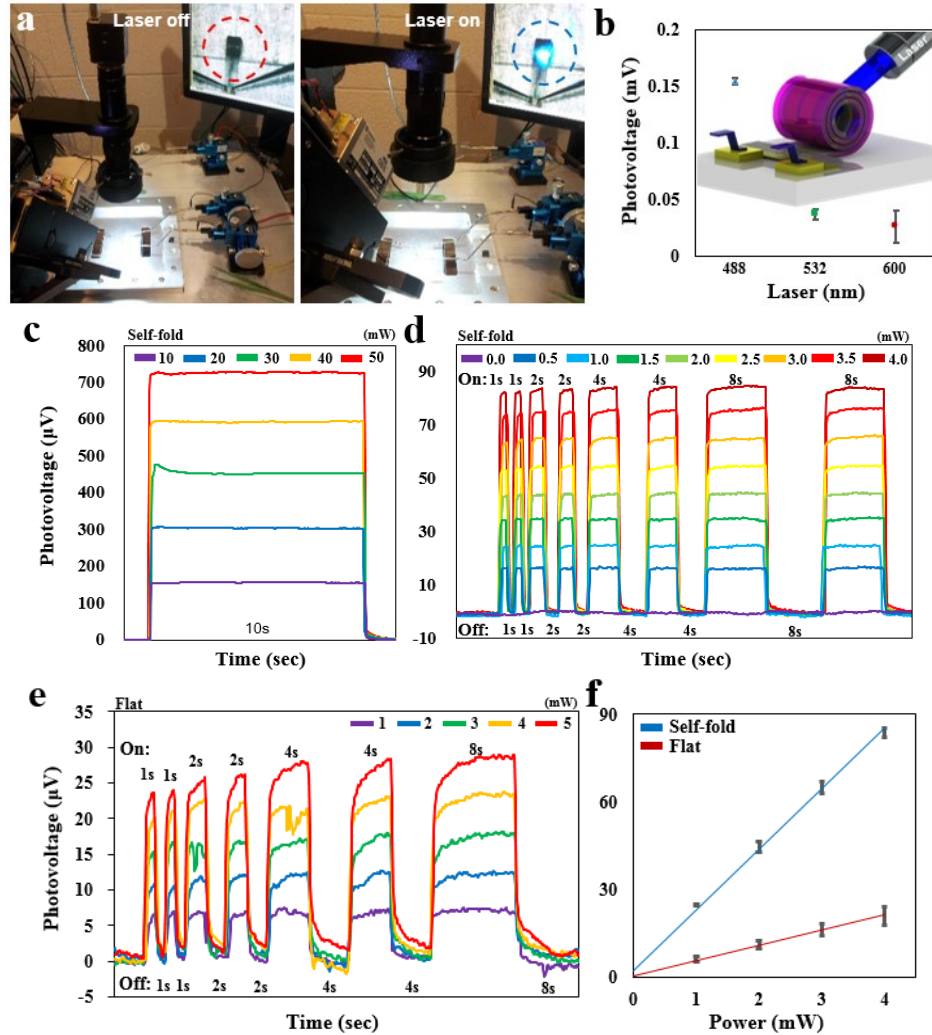 a
Laser off
Laser on
b
Photovoltage (mV)
0.2
0.15
0.1
0.05
0
488
532
600
Laser (nm)
Laser
c
Self-fold
(mW)
10 20 30 40 50
Photovoltage (µV)
800
700
600
500
400
300
200
100
0
10s
Time (sec)
d
Self-fold
(mW)
0.0 0.5 1.0 1.5 2.0 2.5 3.0 3.5 4.0
90
70
50
30
10
-10
On: 1s 1s 2s 2s 4s 4s 8s 8s
Off: 1s 1s 2s 2s 4s 4s 8s
Time (sec)
e
Flat
(mW)
1 2 3 4 5
Photovoltage (µV)
35
30
25
20
15
10
5
0
-5
On:
1s 1s 2s 2s 4s 4s 8s
Off: 1s 1s 2s 2s 4s 4s 8s
Time (sec)
f
Self-fold
Flat
90
60
30
0
0 1 2 3 4
Power (mW)